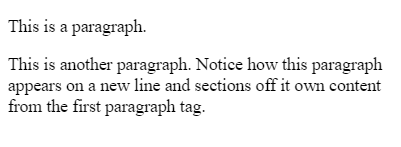 This is a paragraph.
This is another paragraph. Notice how this paragraph
appears on a new line and sections off it own content
from the first paragraph tag.